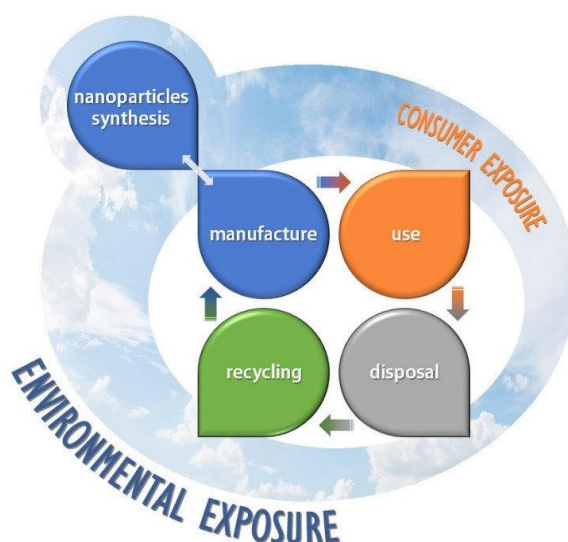 nanoparticles
synthesis
CONSUMER EXPOSURE
manufacture
use
recycling
disposal
ENVIRONMENTAL EXPOSURE